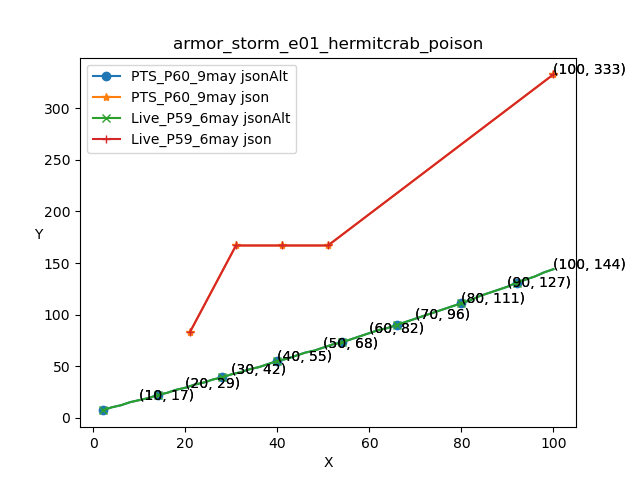 armor_storm_e01_hermitcrab_poison
PTS_P60_9may jsonAlt
PTS_P60_9may json
Live_P59_6may jsonAlt
Live_P59_6may json
(100, 333)
(100, 144)
(90, 127)
(80, 111)
(70, 96)
(60, 82)
(50, 68)
(40, 55)
(30, 42)
(20, 29)
(10, 17)
Y
300
250
200
150
100
50
0
0 20 40 60 80 100
X